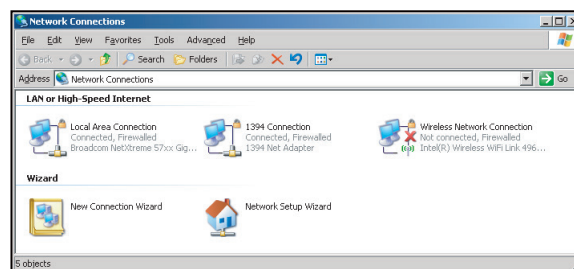 Network Connections
File Edit View Favorites Tools Advanced Help
Back Search Folders
Address Network Connections Go
LAN or High-Speed Internet
Local Area Connection
Connected, Firewalled
Broadcom NetXtreme 57xx Gig...
1394 Connection
Connected, Firewalled
1394 Net Adapter
Wireless Network Connection
Not connected, Firewalled
Intel(R) Wireless WiFi Link 496...
Wizard
New Connection Wizard
Network Setup Wizard
5 objects